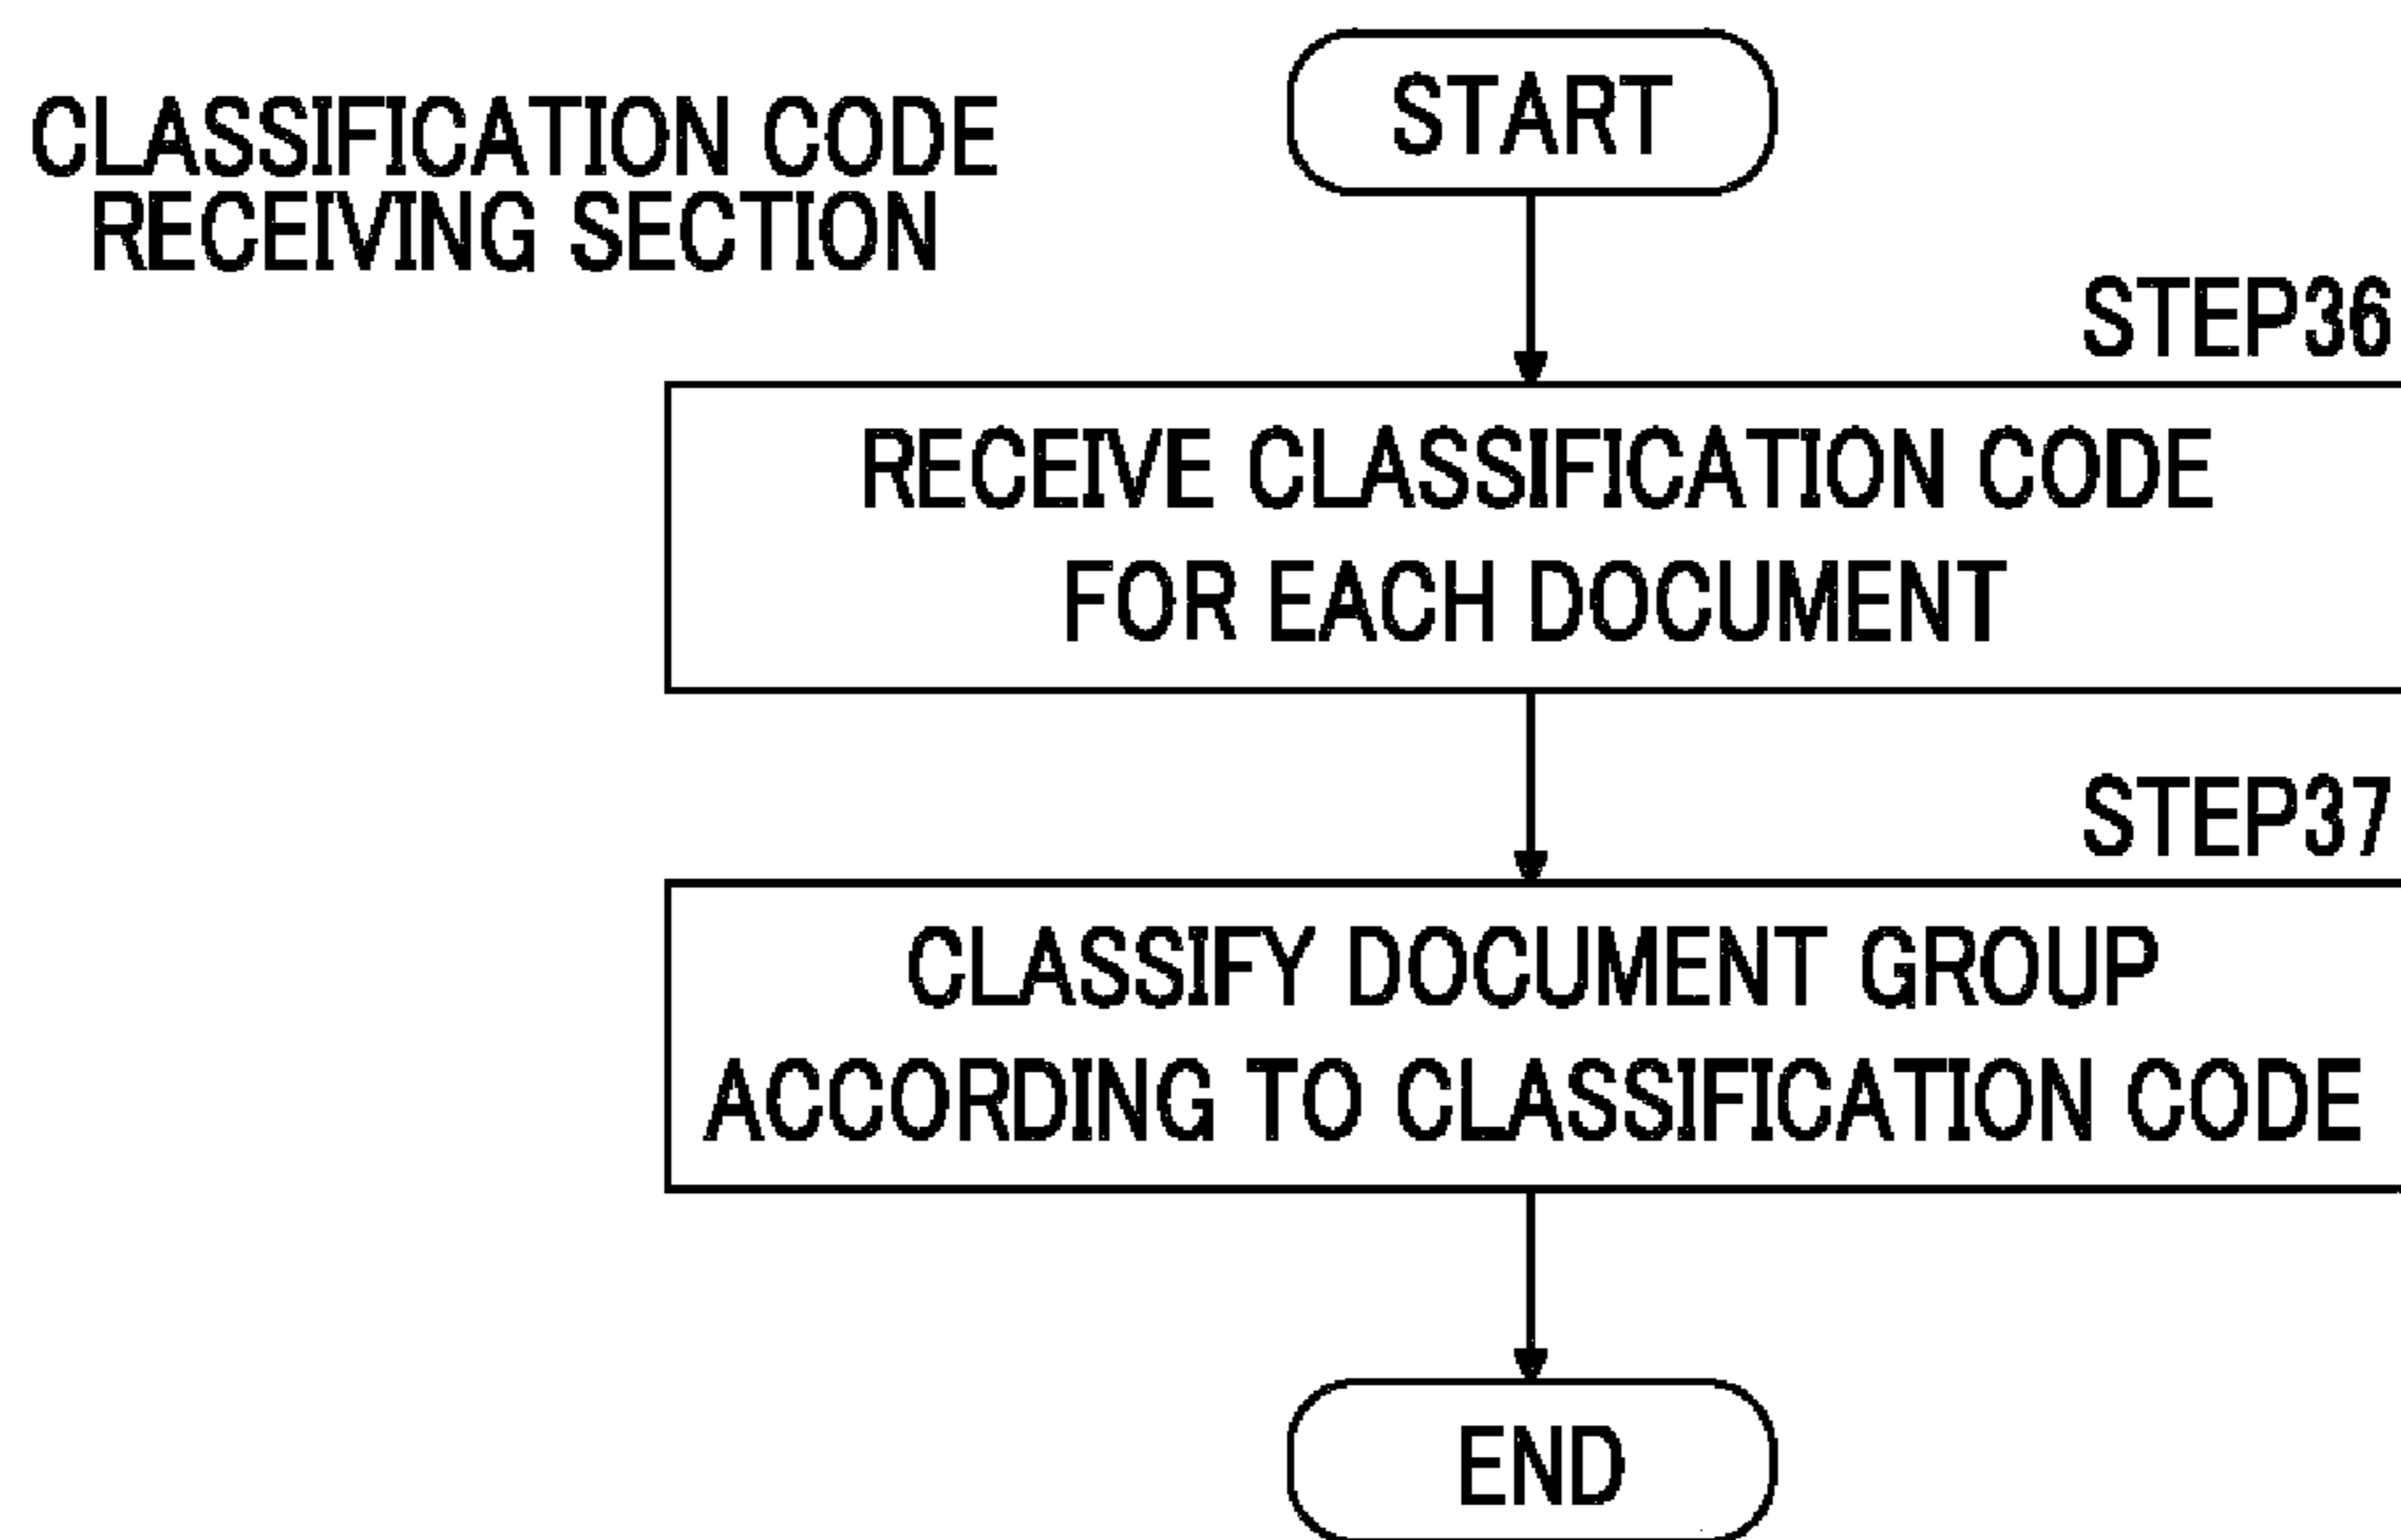 CLASSIFICATION CODE
RECEIVING SECTION
START
STEP36
RECEIVE CLASSIFICATION CODE
FOR EACH DOCUMENT
STEP37
CLASSIFY DOCUMENT GROUP
ACCORDING TO CLASSIFICATION CODE
END